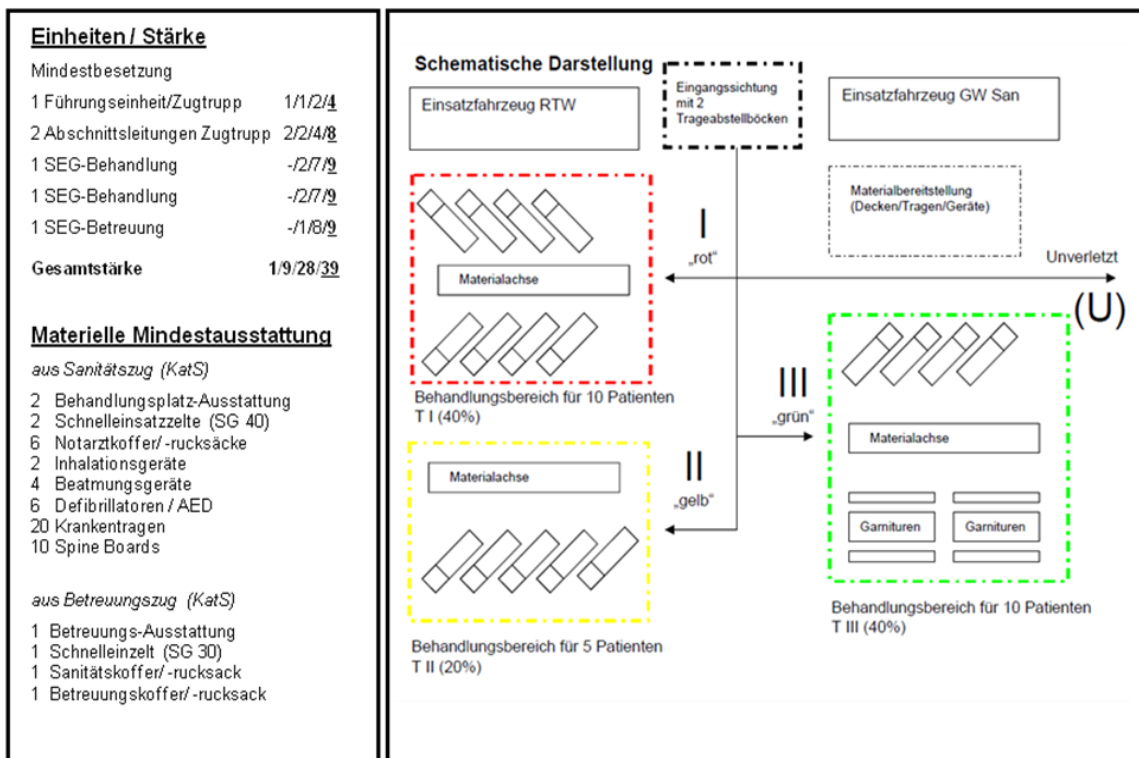 Einheiten / Stärke
Mindestbesetzung
1 Führungseinheit/Zugtrupp 1/1/2/4
2 Abschnittsleitungen Zugtrupp 2/2/4/8
1 SEG-Behandlung -/2/7/9
1 SEG-Behandlung -/2/7/9
1 SEG-Betreuung -/1/8/9
Gesamtstärke 1/9/28/39
Materielle Mindestausstattung
aus Sanitätszug (KatS)
2 Behandlungsplatz-Ausstattung
2 Schnelleinsatzzelte (SG 40)
6 Notarztkoffer/ -rucksäcke
2 Inhalationsgeräte
4 Beatmungsgeräte
6 Defibrillatoren / AED
20 Krankentragen
10 Spine Boards
aus Betreuungszug (KatS)
1 Betreuungs-Ausstattung
1 Schnelleinzelt (SG 30)
1 Sanitätskoffer/ -rucksack
1 Betreuungskoffer/ -rucksack
Schematische Darstellung
Einsatzfahrzeug RTW
Eingangssichtung
mit 2
Trageabstellböcken
Einsatzfahrzeug GW San
Materialbereitstellung
(Decken/Tragen/Geräte)
I
„rot“
Materialachse
Unverletzt
(U)
Behandlungsbereich für 10 Patienten
T I (40%)
III
„grün“
Materialachse
Materialachse
II
„gelb“
Garnituren
Garnituren
Behandlungsbereich für 5 Patienten
T II (20%)
Behandlungsbereich für 10 Patienten
T III (40%)